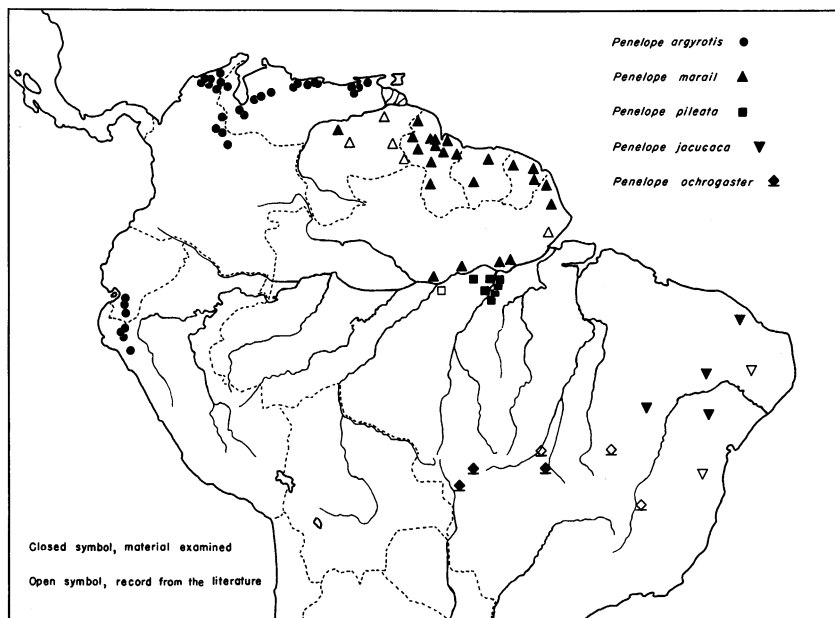 Penelope argyrotis
Penelope marail
Penelope pileata
Penelope jacucaca
Penelope ochrogaster
Closed symbol, material examined
Open symbol, record from the literature